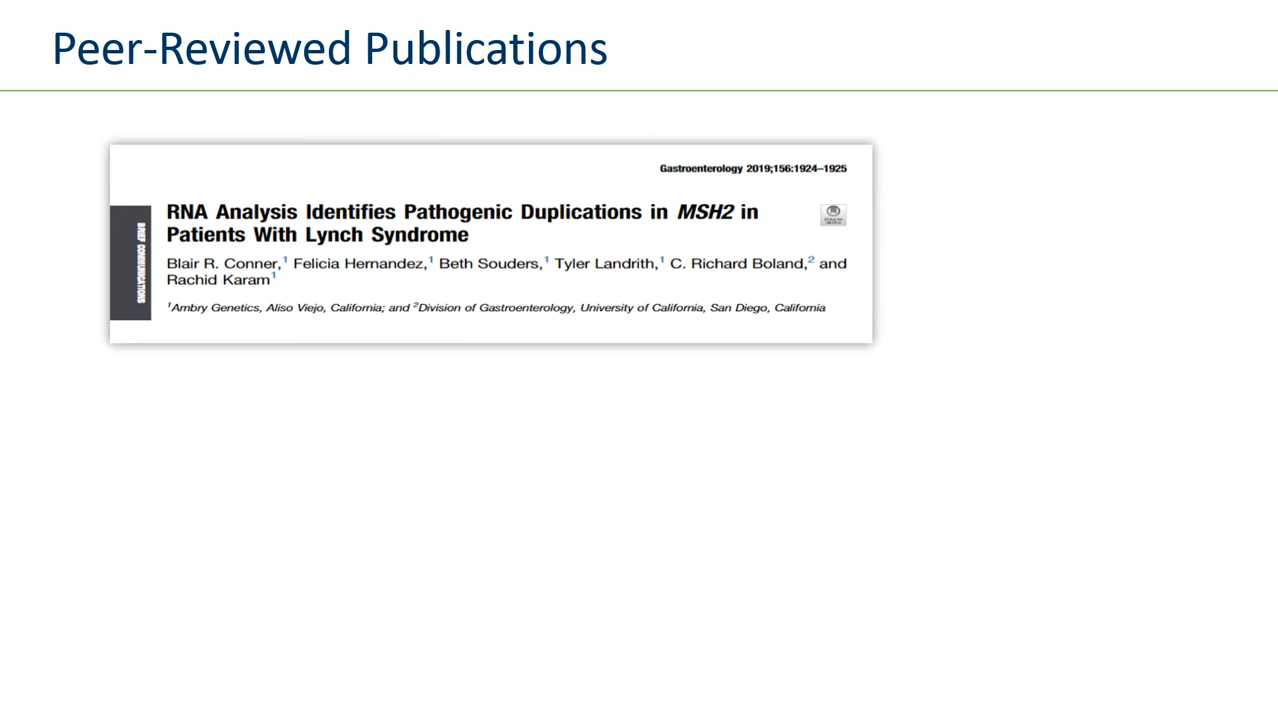 Peer-Reviewed Publications
Gastroenterology 2019;156:1924–1925
BRIEF COMMUNICATIONS
RNA Analysis Identifies Pathogenic Duplications in MSH2 in
Patients With Lynch Syndrome
Blair R. Conner,1 Felicia Hernandez,1 Beth Souders,1 Tyler Landrith,1 C. Richard Boland,2 and
Rachid Karam1
1Ambry Genetics, Aliso Viejo, California; and 2Division of Gastroenterology, University of California, San Diego, California